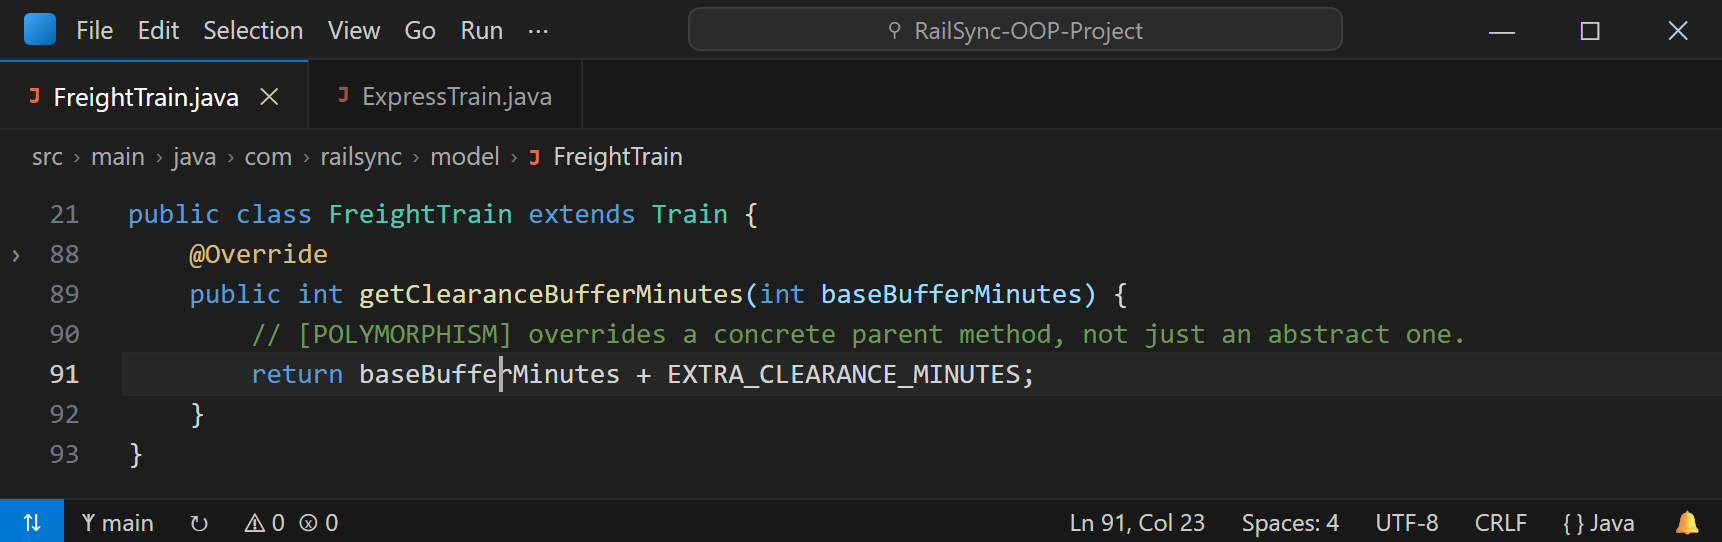 File Edit Selection View Go Run ··· RailSync-OOP-Project
J FreightTrain.java J ExpressTrain.java
src › main › java › com › railsync › model › J FreightTrain
21 public class FreightTrain extends Train {
88 @Override
89 public int getClearanceBufferMinutes(int baseBufferMinutes) {
90 // [POLYMORPHISM] overrides a concrete parent method, not just an abstract one.
91 return baseBufferMinutes + EXTRA_CLEARANCE_MINUTES;
92 }
93 }
main 0 0 Ln 91, Col 23 Spaces: 4 UTF-8 CRLF { } Java